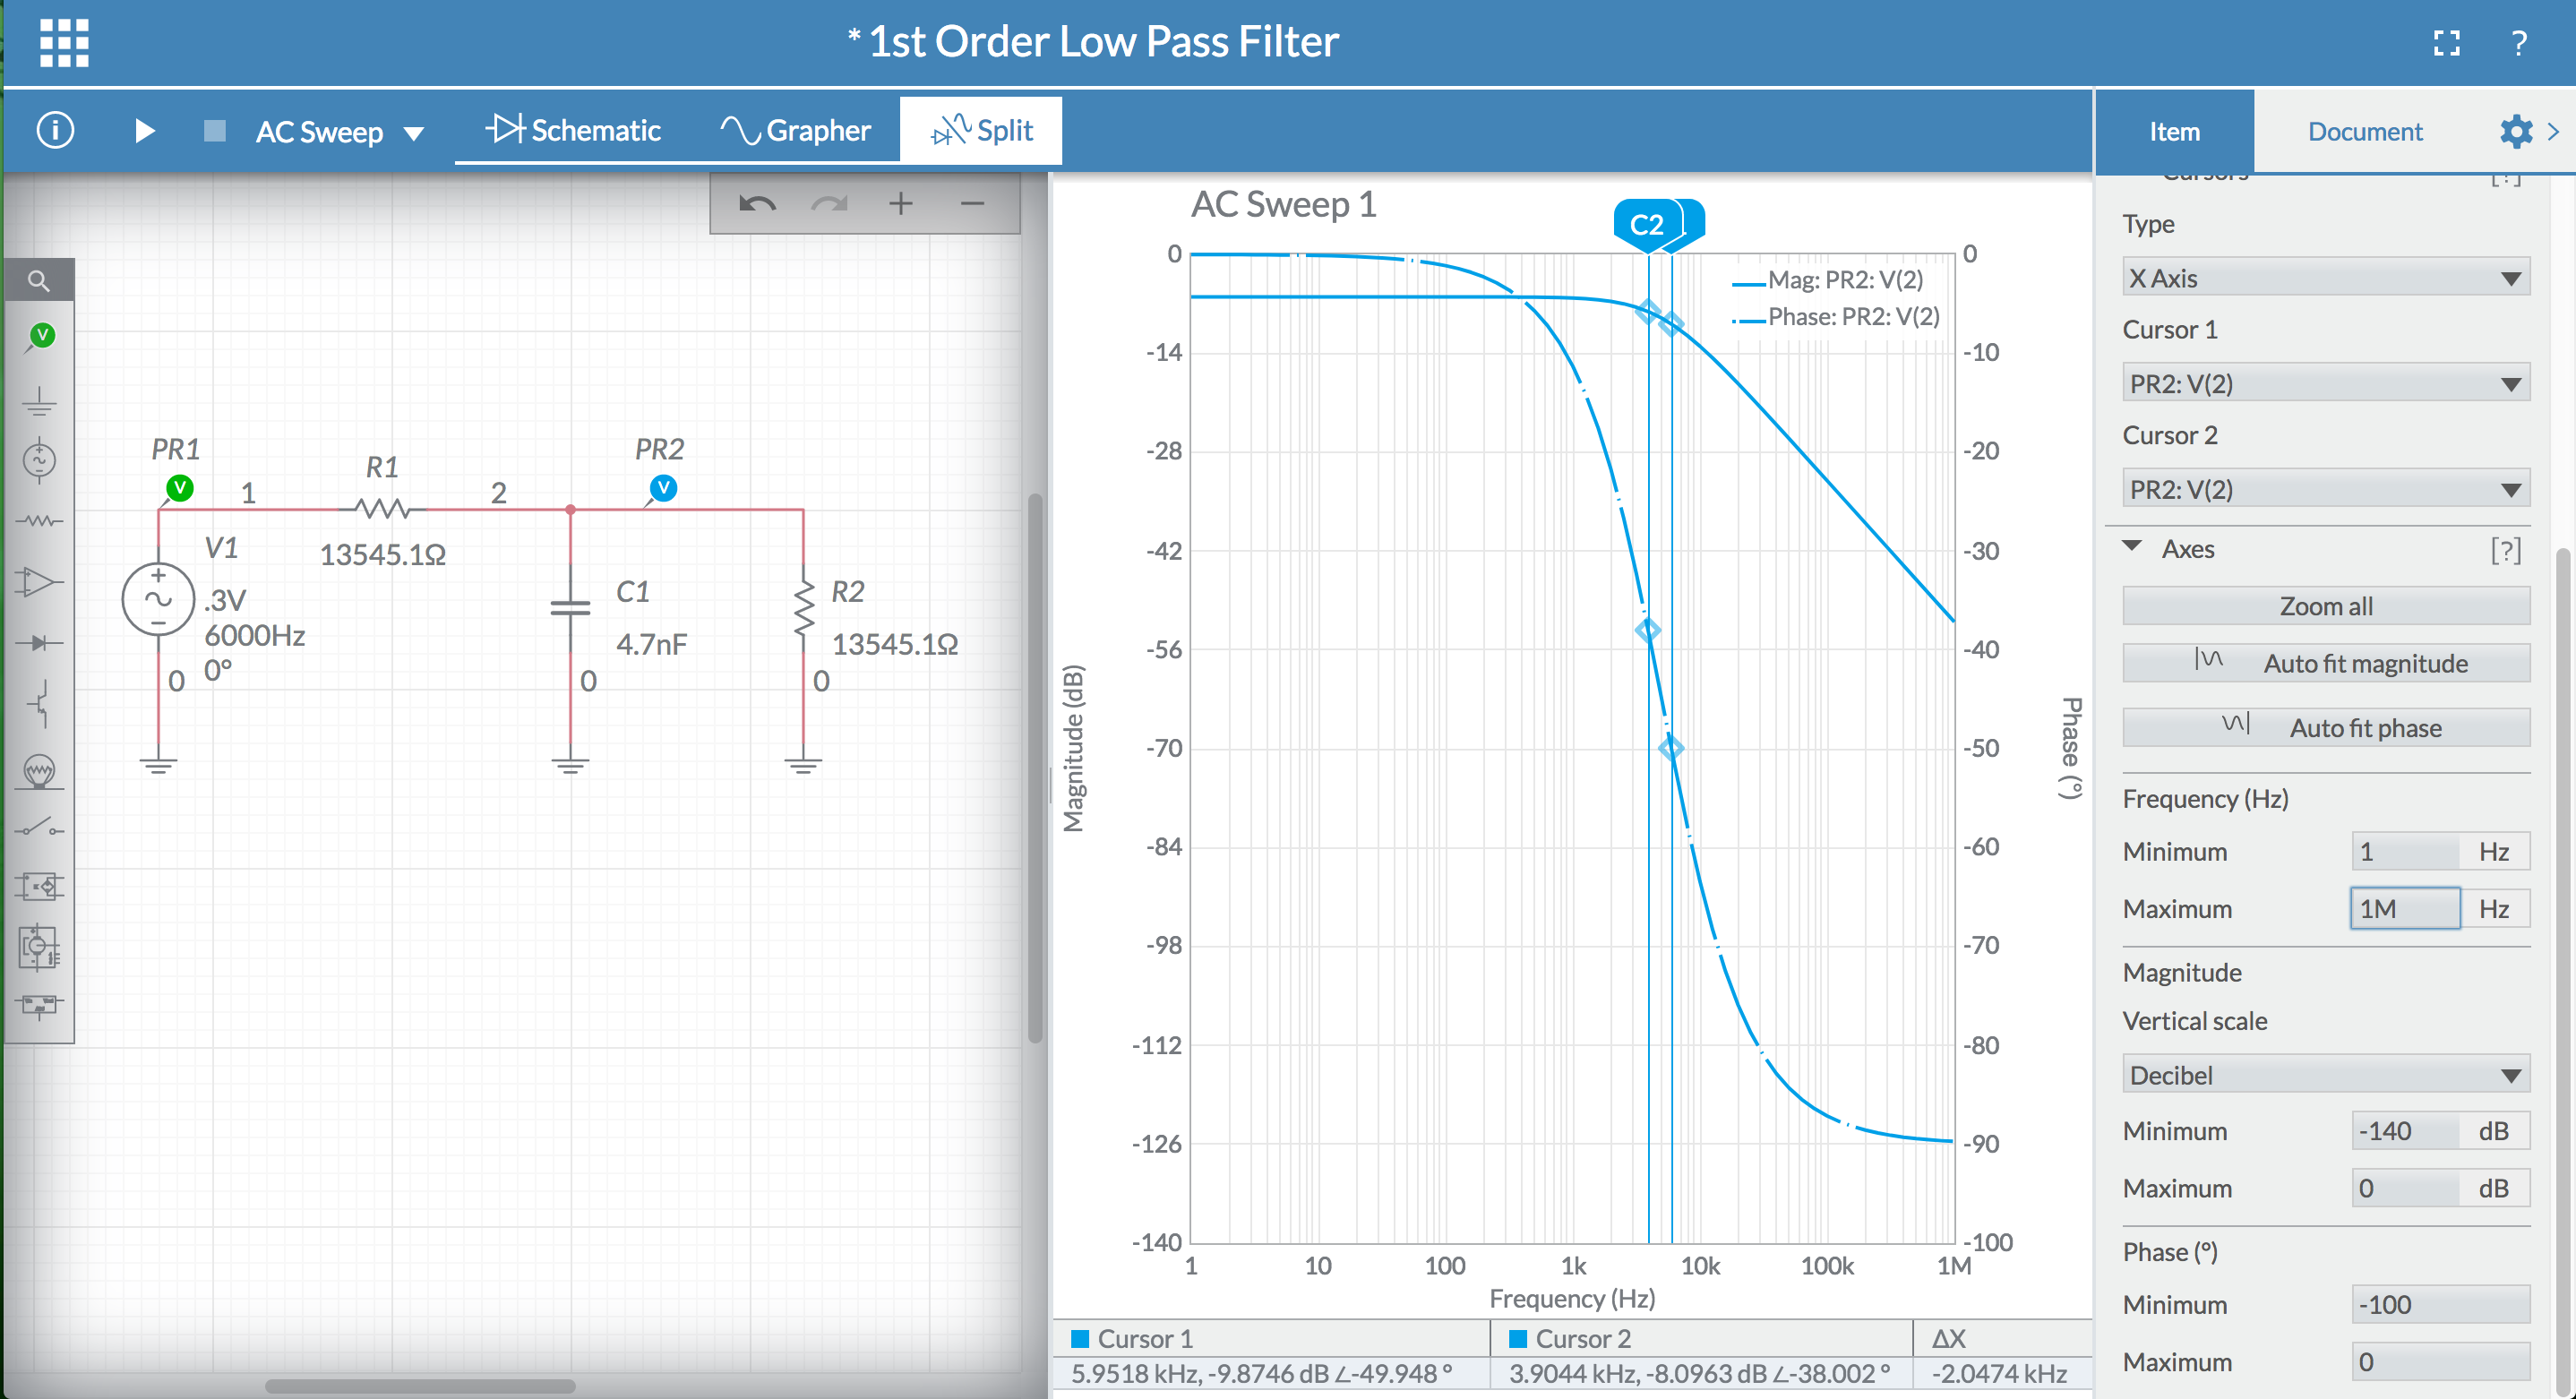 * 1st Order Low Pass Filter
?
i
AC Sweep
Schematic
Grapher
Split
Item
Document
PR1
V
1
R1
13545.1Ω
2
PR2
V
V1
.3V
6000Hz
0°
0
C1
4.7nF
0
R2
13545.1Ω
0
V
AC Sweep 1
C2
Mag: PR2: V(2)
Phase: PR2: V(2)
Magnitude (dB)
0
-14
-28
-42
-56
-70
-84
-98
-112
-126
-140
0
-10
-20
-30
-40
-50
-60
-70
-80
-90
-100
Phase (°)
1 10 100 1k 10k 100k 1M
Frequency (Hz)
Cursor 1 Cursor 2 ΔX
5.9518 kHz, -9.8746 dB ∠-49.948 ° 3.9044 kHz, -8.0963 dB ∠-38.002 ° -2.0474 kHz
Cursors [?]
Type
X Axis
Cursor 1
PR2: V(2)
Cursor 2
PR2: V(2)
Axes [?]
Zoom all
Auto fit magnitude
Auto fit phase
Frequency (Hz)
Minimum 1 Hz
Maximum 1M Hz
Magnitude
Vertical scale
Decibel
Minimum -140 dB
Maximum 0 dB
Phase (°)
Minimum -100
Maximum 0